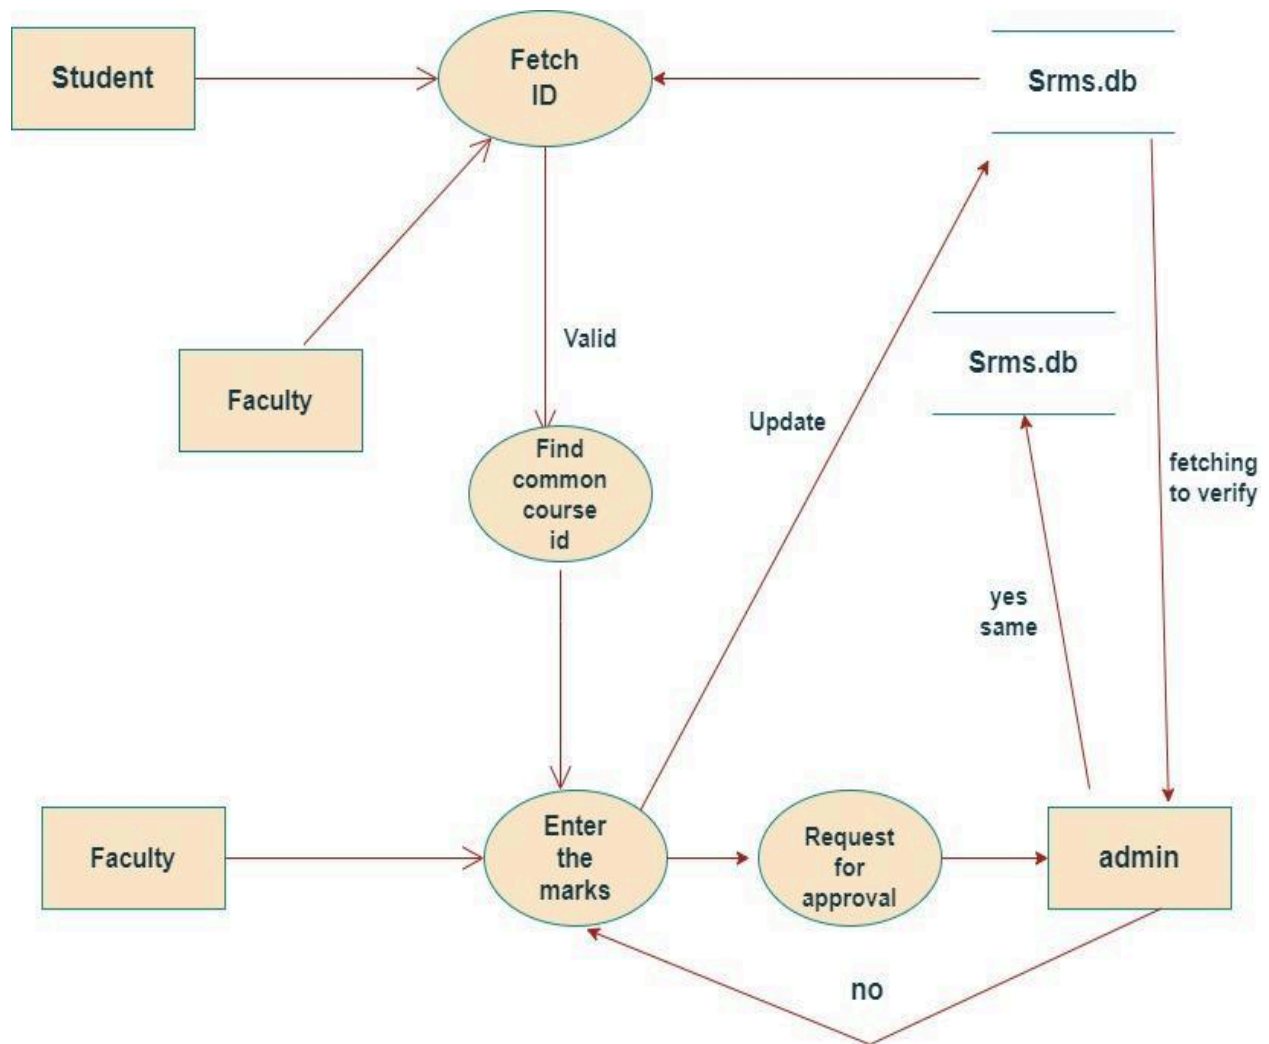 Student
Fetch
ID
Srms.db
Valid
Faculty
Srms.db
Update
Find
common
course
id
fetching
to verify
yes
same
Faculty
Enter
the
marks
Request
for
approval
admin
no